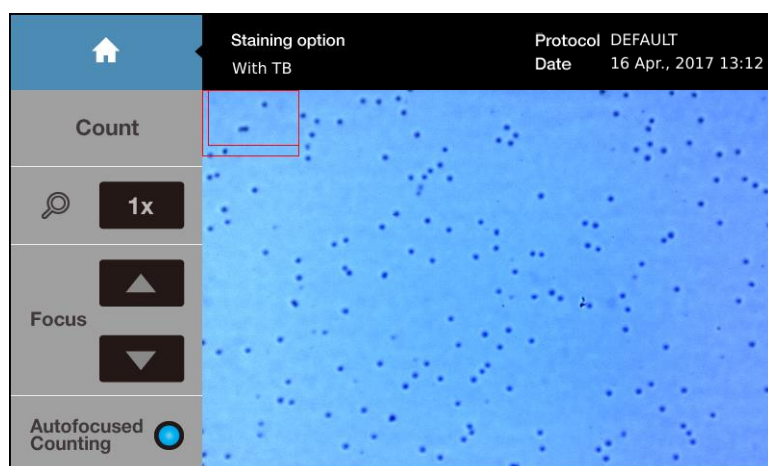 Staining option
With TB
Protocol DEFAULT
Date 16 Apr., 2017 13:12
Count
1x
Focus
Autofocused
Counting